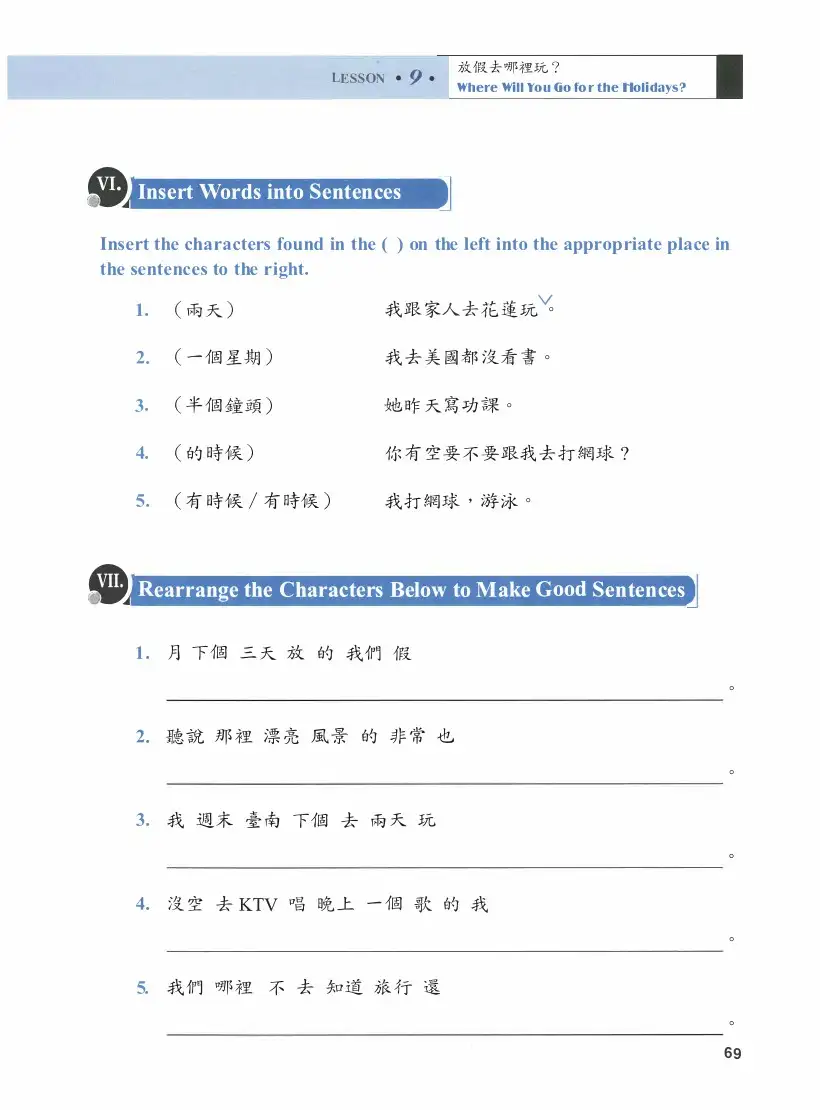 LESSON • 9 •
放假去哪裡玩？
Where Will You Go for the Holidays?
VI. Insert Words into Sentences
Insert the characters found in the ( ) on the left into the appropriate place in
the sentences to the right.
1. （兩天） 我跟家人去花蓮玩。
2. （一個星期） 我去美國都沒看書。
3. （半個鐘頭） 她昨天寫功課。
4. （的時候） 你有空要不要跟我去打網球？
5. （有時候／有時候） 我打網球，游泳。
VII. Rearrange the Characters Below to Make Good Sentences
1. 月 下個 三天 放 的 我們 假
。
2. 聽說 那裡 漂亮 風景 的 非常 也
。
3. 我 週末 臺南 下個 去 兩天 玩
。
4. 沒空 去 KTV 唱 晚上 一個 歌 的 我
。
5. 我們 哪裡 不 去 知道 旅行 還
。
69